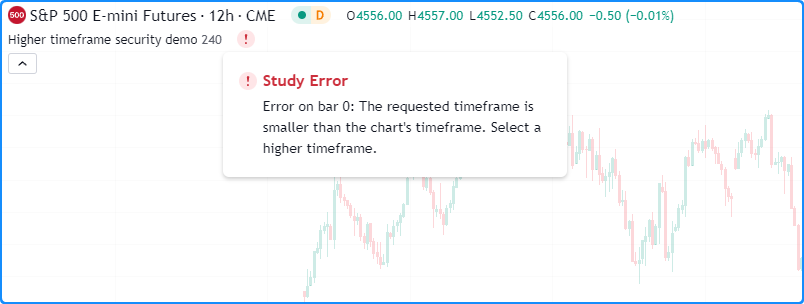 500 S&P 500 E-mini Futures · 12h · CME D O4556.00 H4557.00 L4552.50 C4556.00 −0.50 (−0.01%)
Higher timeframe security demo 240 !
! Study Error
Error on bar 0: The requested timeframe is
smaller than the chart's timeframe. Select a
higher timeframe.